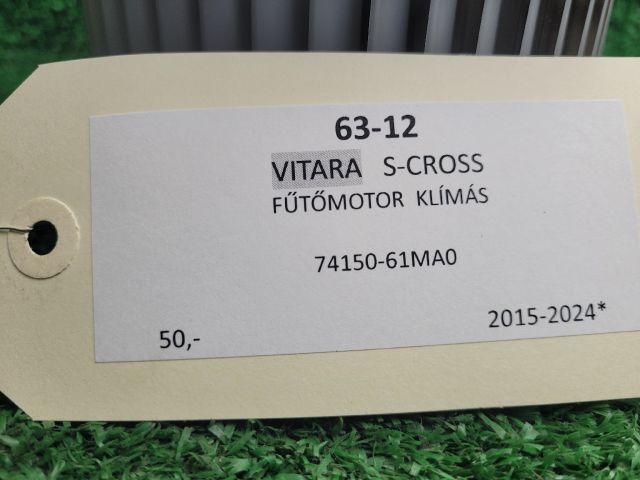 63-12
VITARA S-CROSS
FŰTŐMOTOR KLÍMÁS
74150-61MA0
50,-
2015-2024*